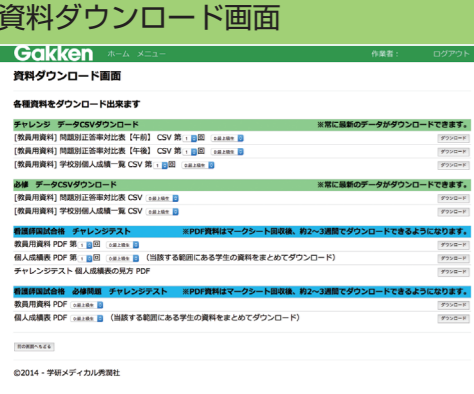 資料ダウンロード画面
Gakken ホーム メニュー 作業者： ログアウト
資料ダウンロード画面
各種資料をダウンロード出来ます
チャレンジ データCSVダウンロード ※常に最新のデータがダウンロードできます。
[教員用資料] 問題別正答率対比表【午前】 CSV 第 1 回 ダウンロード
[教員用資料] 問題別正答率対比表【午後】 CSV 第 1 回 ダウンロード
[教員用資料] 学校別個人成績一覧 CSV 第 1 回 ダウンロード
必修 データCSVダウンロード ※常に最新のデータがダウンロードできます。
[教員用資料] 問題別正答率対比表 CSV ダウンロード
[教員用資料] 学校別個人成績一覧 CSV ダウンロード
看護師国試合格 チャレンジテスト ※PDF資料はマークシート回収後、約2~3週間でダウンロードできるようになります。
教員用資料 PDF 第 1 回 ダウンロード
個人成績表 PDF 第 1 回 （当該する範囲にある学生の資料をまとめてダウンロード） ダウンロード
チャレンジテスト 個人成績表の見方 PDF ダウンロード
看護師国試合格 必修問題 チャレンジテスト ※PDF資料はマークシート回収後、約2~3週間でダウンロードできるようになります。
教員用資料 PDF ダウンロード
個人成績表 PDF （当該する範囲にある学生の資料をまとめてダウンロード） ダウンロード
©2014 - 学研メディカル秀潤社